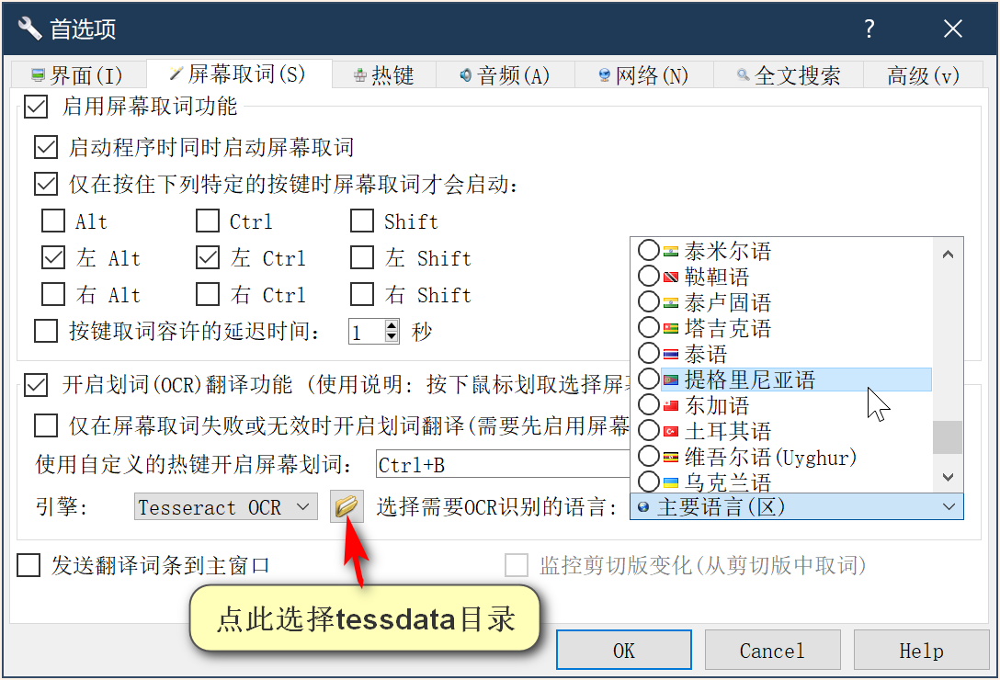 首选项
界面(I) 屏幕取词(S) 热键 音频(A) 网络(N) 全文搜索 高级(v)
启用屏幕取词功能
启动程序时同时启动屏幕取词
仅在按住下列特定的按键时屏幕取词才会启动:
Alt Ctrl Shift
左 Alt 左 Ctrl 左 Shift
右 Alt 右 Ctrl 右 Shift
按键取词容许的延迟时间: 1 秒
开启划词(OCR)翻译功能 (使用说明: 按下鼠标划取选择屏
仅在屏幕取词失败或无效时开启划词翻译(需要先启用屏幕
使用自定义的热键开启屏幕划词: Ctrl+B
泰米尔语
鞑靼语
泰卢固语
塔吉克语
泰语
提格里尼亚语
东加语
土耳其语
维吾尔语(Uyghur)
乌克兰语
引擎: Tesseract OCR 选择需要OCR识别的语言: 主要语言(区)
发送翻译词条到主窗口 监控剪切版变化(从剪切版中取词)
点此选择tessdata目录
OK Cancel Help